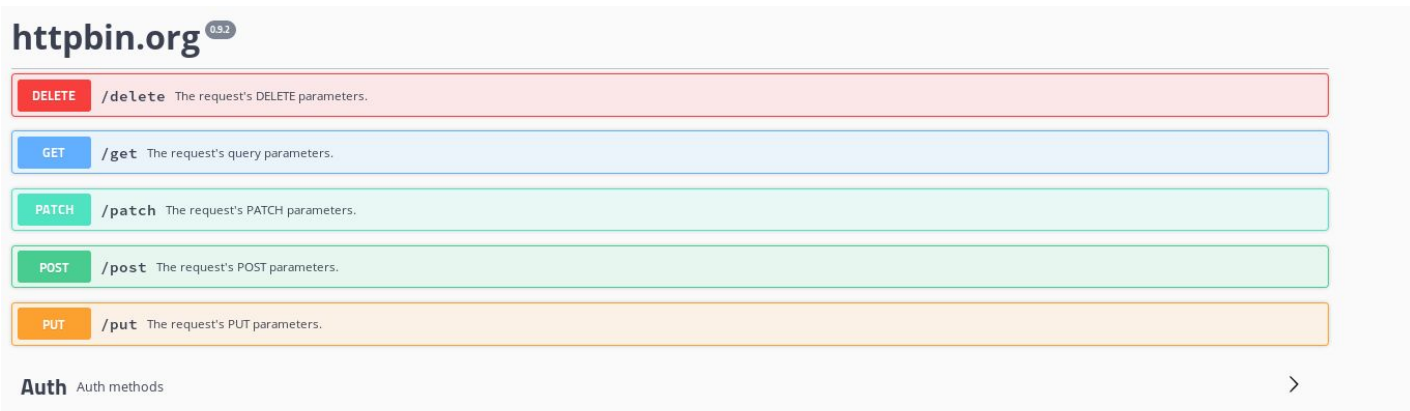 httpbin.org 0.9.2
DELETE /delete The request's DELETE parameters.
GET /get The request's query parameters.
PATCH /patch The request's PATCH parameters.
POST /post The request's POST parameters.
PUT /put The request's PUT parameters.
Auth Auth methods